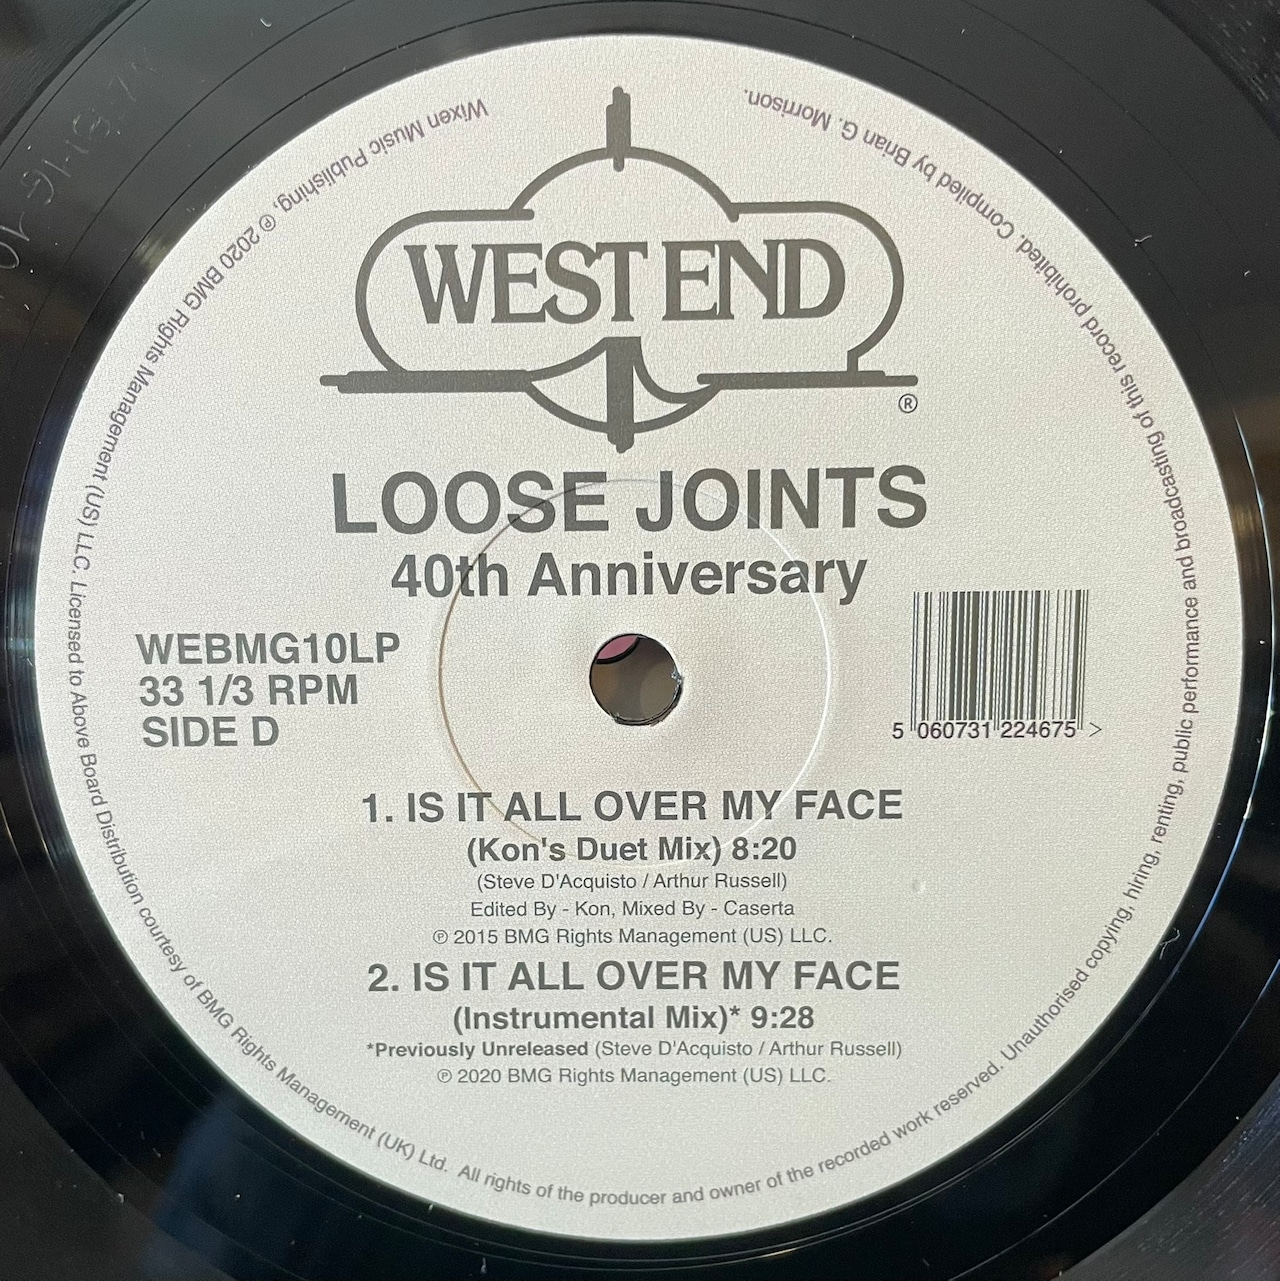 WEST END
®
LOOSE JOINTS
40th Anniversary
WEBMG10LP
33 1/3 RPM
SIDE D
5 060731 224675 >
1. IS IT ALL OVER MY FACE
(Kon's Duet Mix) 8:20
(Steve D'Acquisto / Arthur Russell)
Edited By - Kon, Mixed By - Caserta
℗ 2015 BMG Rights Management (US) LLC.
2. IS IT ALL OVER MY FACE
(Instrumental Mix)* 9:28
*Previously Unreleased (Steve D'Acquisto / Arthur Russell)
℗ 2020 BMG Rights Management (US) LLC.
Wixen Music Publishing, ℗ 2020 BMG Rights Management (US) LLC. Licensed to Above Board Distribution courtesy of BMG Rights Management (UK) Ltd. All rights of the producer and owner of the recorded work reserved. Unauthorised copying, hiring, renting, public performance and broadcasting of this record prohibited. Compiled by Brian G. Morrison.